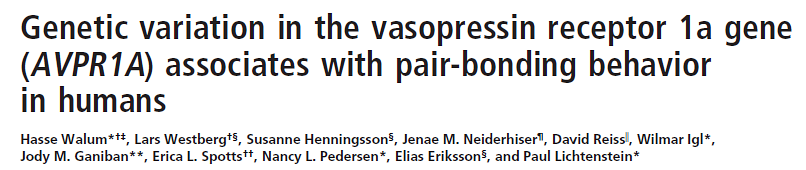 Genetic variation in the vasopressin receptor 1a gene
(AVPR1A) associates with pair-bonding behavior
in humans
Hasse Walum*†‡, Lars Westberg†§, Susanne Henningsson§, Jenae M. Neiderhiser¶, David Reiss‖, Wilmar Igl*,
Jody M. Ganiban**, Erica L. Spotts††, Nancy L. Pedersen*, Elias Eriksson§, and Paul Lichtenstein*